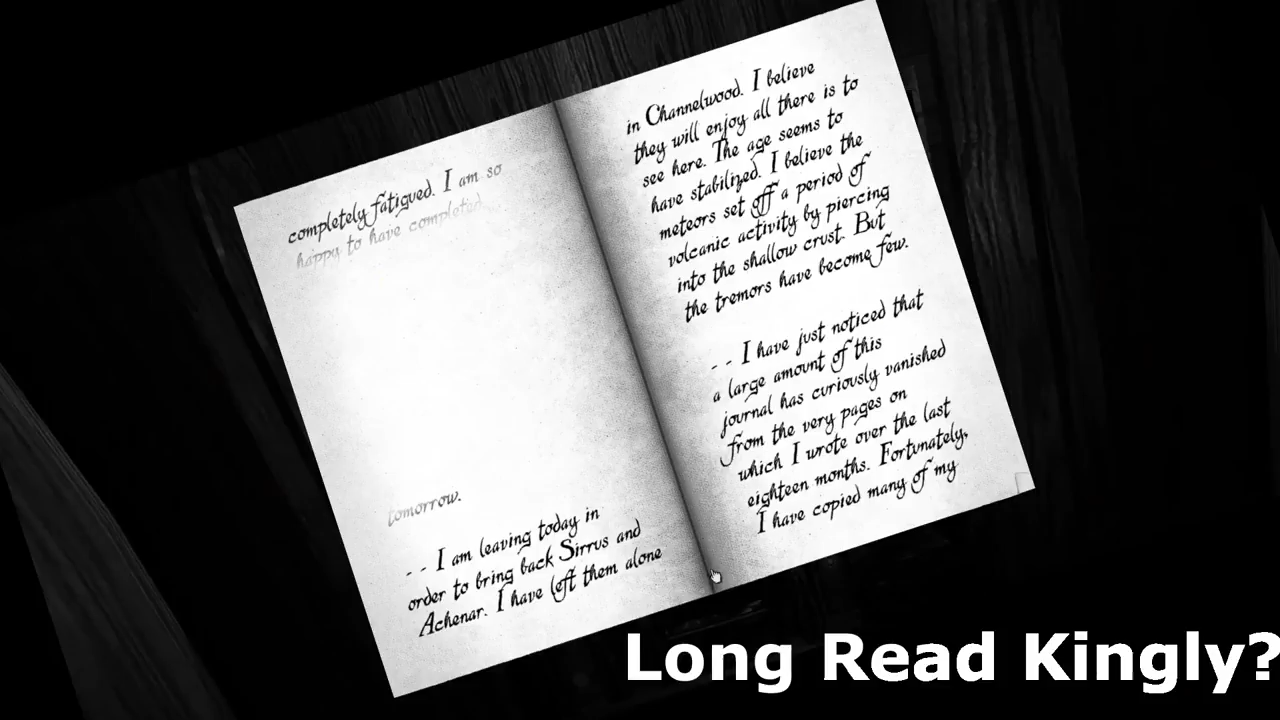 completely fatigued. I am so
happy to have completed
tomorrow.
- - I am leaving today in
order to bring back Sirrus and
Achenar. I have left them alone
in Channelwood. I believe
they will enjoy all there is to
see here. The age seems to
have stabilized. I believe the
meteors set off a period of
volcanic activity by piercing
into the shallow crust. But
the tremors have become few.
- - I have just noticed that
a large amount of this
journal has curiously vanished
from the very pages on
which I wrote over the last
eighteen months. Fortunately,
I have copied many of my
Long Read Kingly?